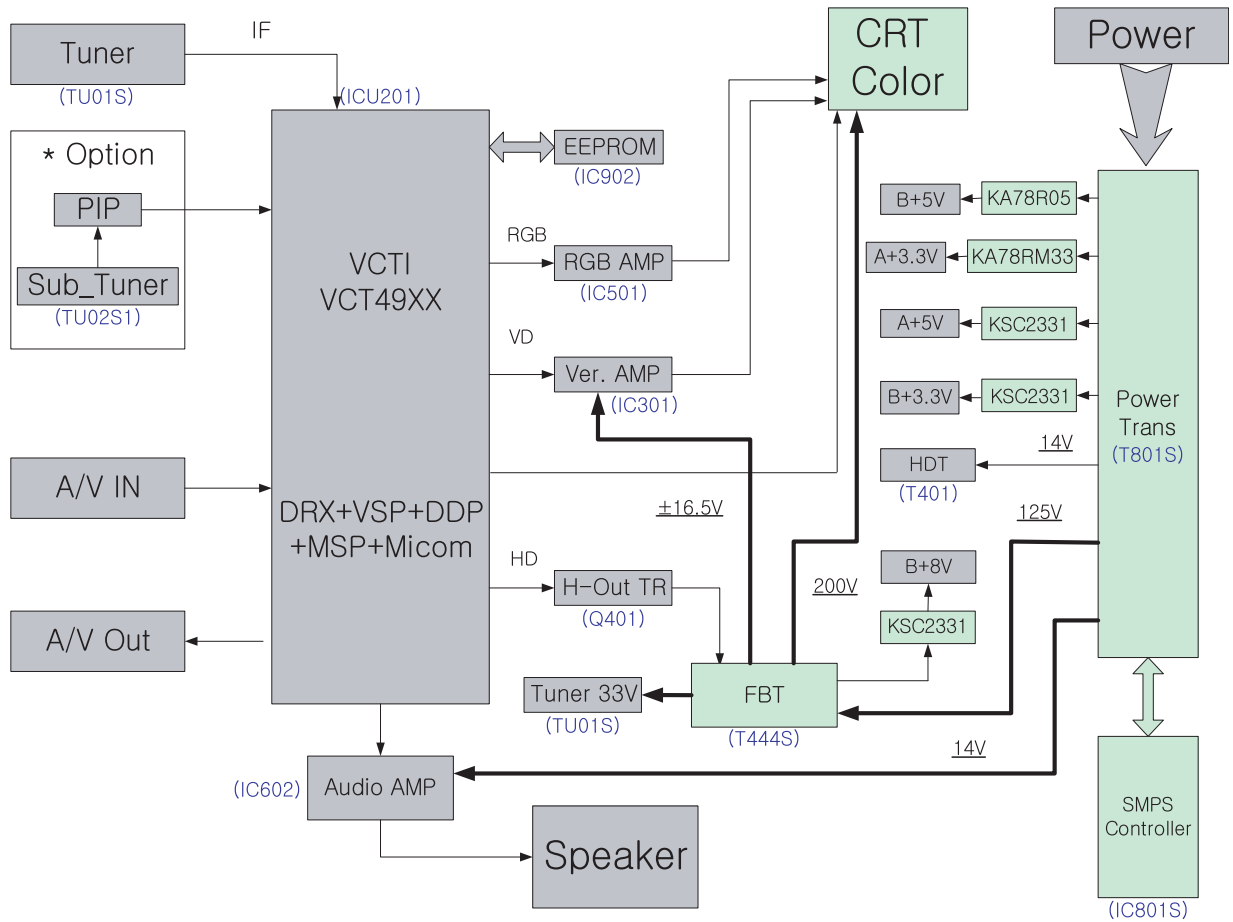 Tuner
(TU01S)
IF
(ICU201)
* Option
PIP
Sub_Tuner
(TU02S1)
A/V IN
A/V Out
VCTI
VCT49XX
DRX+VSP+DDP
+MSP+Micom
EEPROM
(IC902)
RGB
RGB AMP
(IC501)
VD
Ver. AMP
(IC301)
±16.5V
HD
H-Out TR
(Q401)
Tuner 33V
(TU01S)
FBT
(T444S)
200V
(IC602)
Audio AMP
Speaker
CRT
Color
Power
B+5V
KA78R05
A+3.3V
KA78RM33
A+5V
KSC2331
B+3.3V
KSC2331
HDT
(T401)
14V
125V
B+8V
KSC2331
14V
Power
Trans
(T801S)
SMPS
Controller
(IC801S)